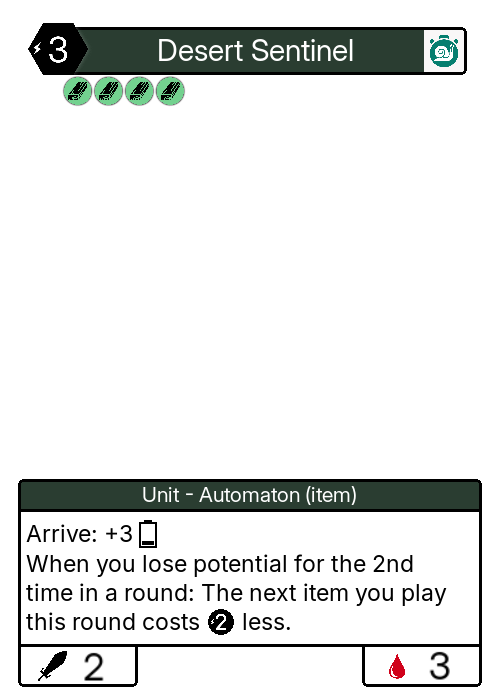 3
Desert Sentinel
Unit - Automaton (item)
Arrive: +3
When you lose potential for the 2nd
time in a round: The next item you play
this round costs 2 less.
2
3